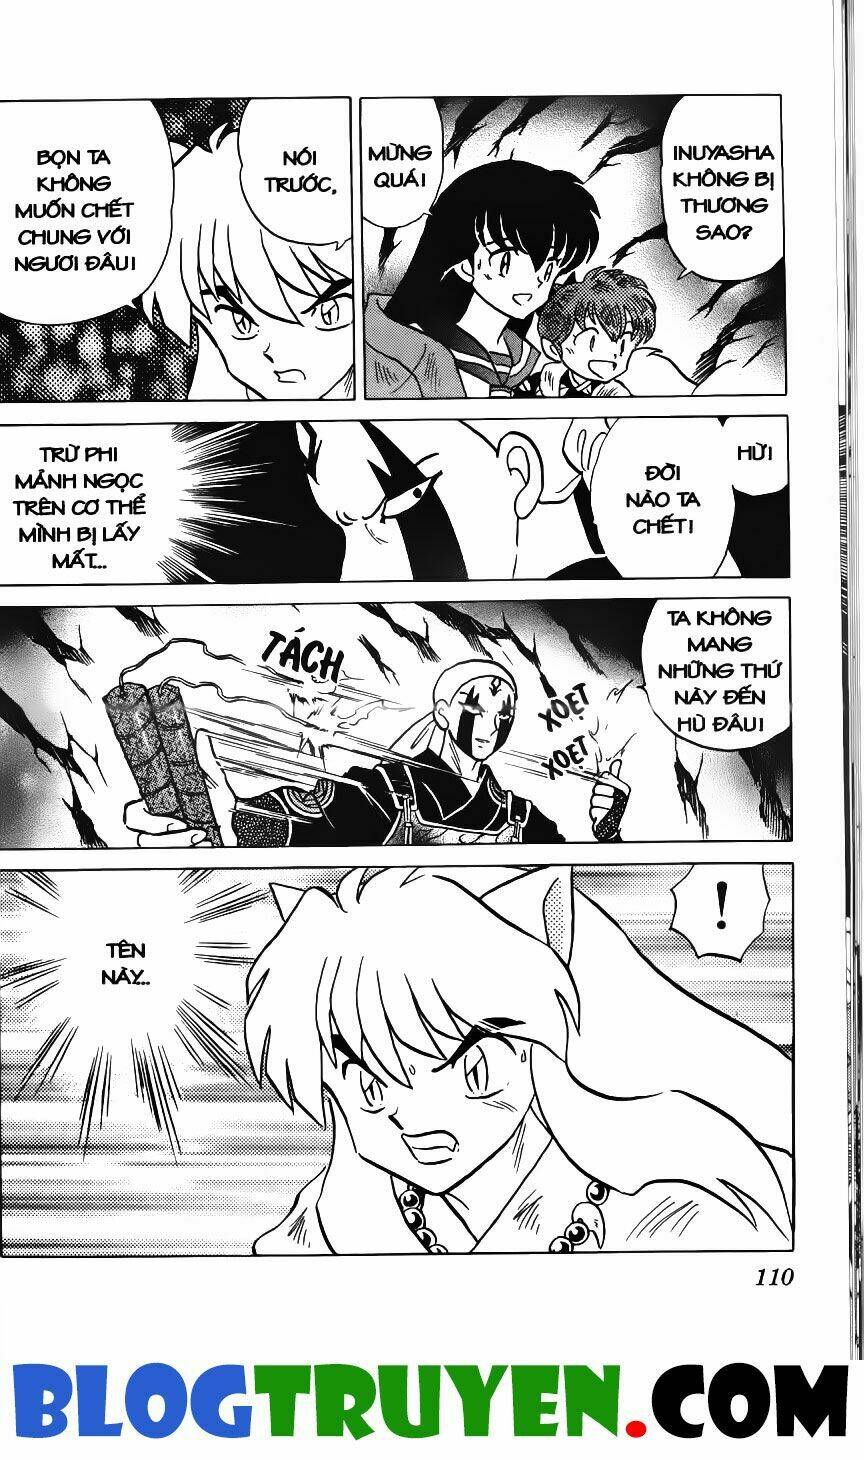 INUYASHA
KHÔNG BỊ
THƯƠNG
SAO?
MỪNG
QUÁ!
NÓI
TRƯỚC,
BỌN TA
KHÔNG
MUỐN CHẾT
CHUNG VỚI
NGƯƠI ĐÂU!
HỪ!
ĐỜI
NÀO TA
CHẾT!
TRỪ PHI
MẢNH NGỌC
TRÊN CƠ THỂ
MÌNH BỊ LẤY
MẤT...
TA KHÔNG
MANG
NHỮNG THỨ
NÀY ĐẾN
HÙ ĐÂU!
XOẸT
XOẸT
TÁCH
!
TÊN
NÀY...
110
BLOGTRUYEN.COM